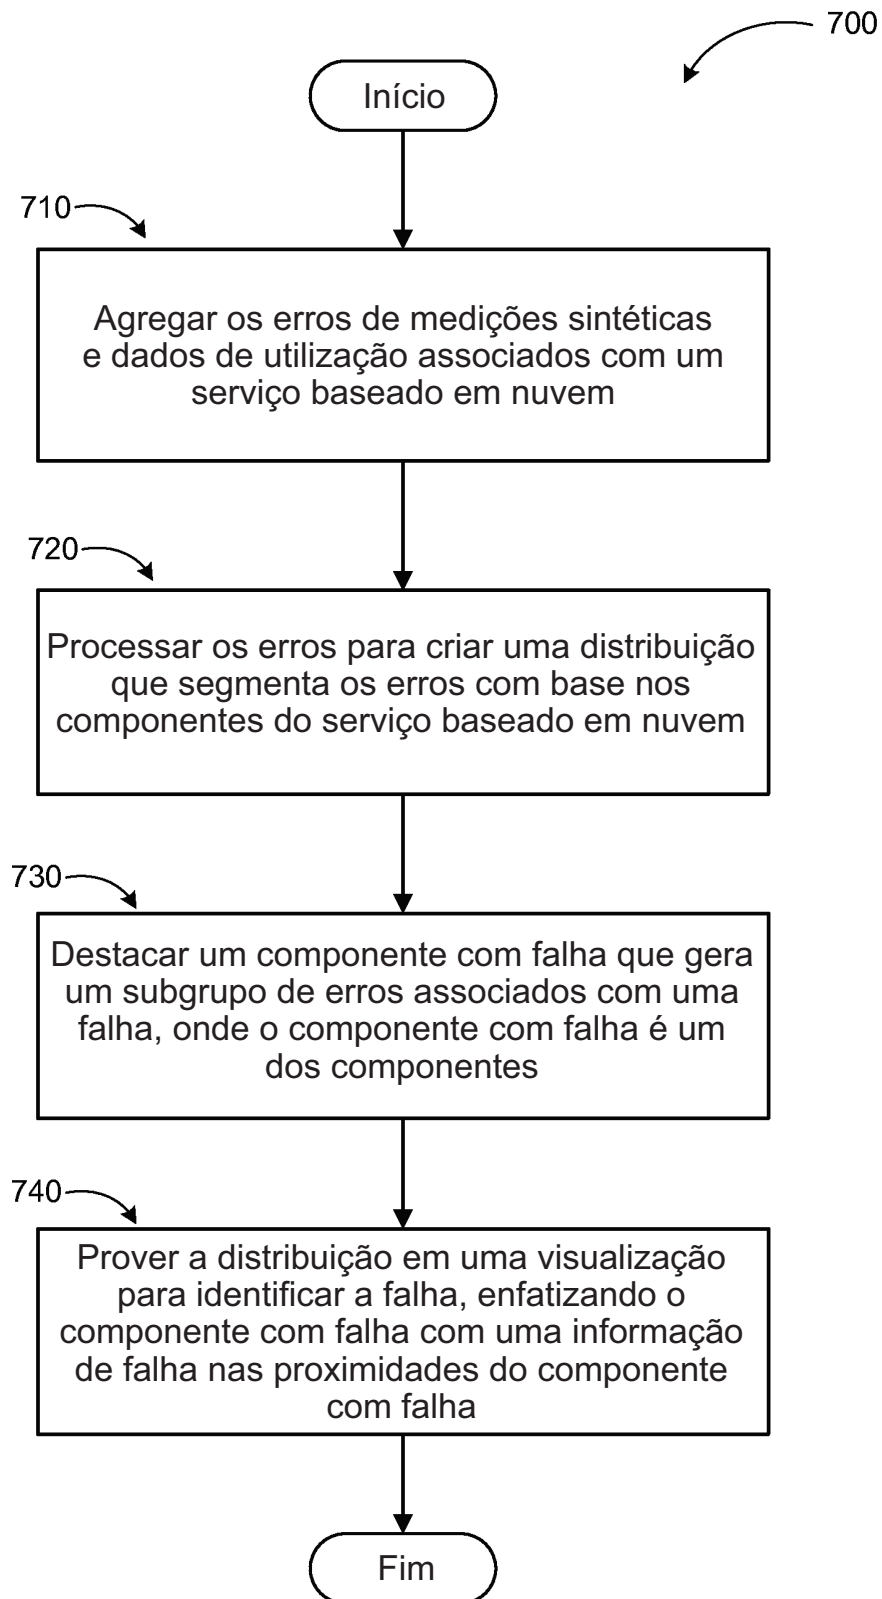 700
Início
710
Agregar os erros de medições sintéticas
e dados de utilização associados com um
serviço baseado em nuvem
720
Processar os erros para criar uma distribuição
que segmenta os erros com base nos
componentes do serviço baseado em nuvem
730
Destacar um componente com falha que gera
um subgrupo de erros associados com uma
falha, onde o componente com falha é um
dos componentes
740
Prover a distribuição em uma visualização
para identificar a falha, enfatizando o
componente com falha com uma informação
de falha nas proximidades do componente
com falha
Fim